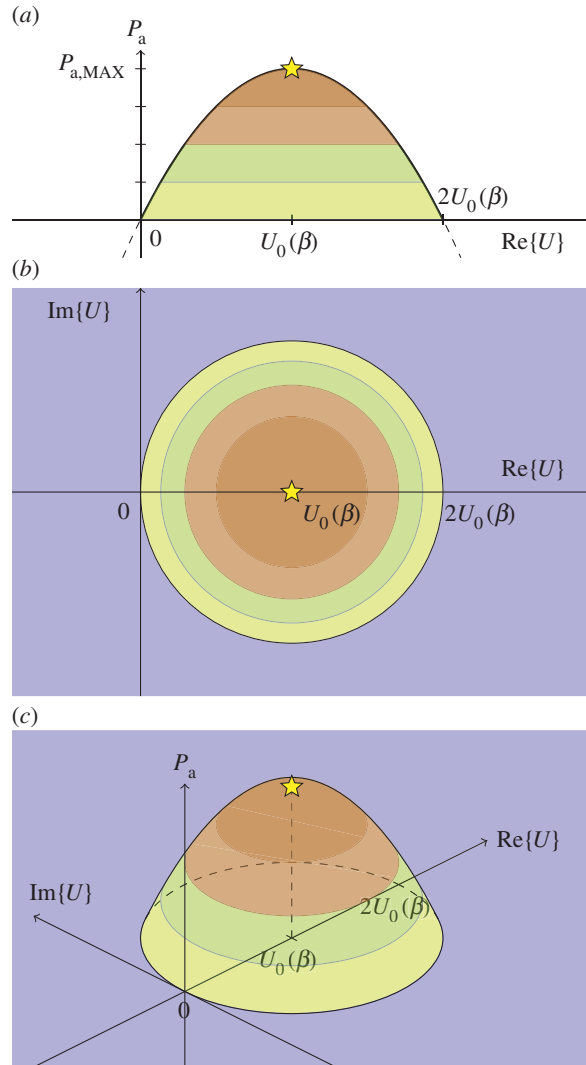 (a)
P_a
P_a,MAX
2U_0(β)
0
U_0(β)
Re{U}
(b)
Im{U}
Re{U}
0
U_0(β)
2U_0(β)
(c)
P_a
Re{U}
Im{U}
2U_0(β)
U_0(β)
0